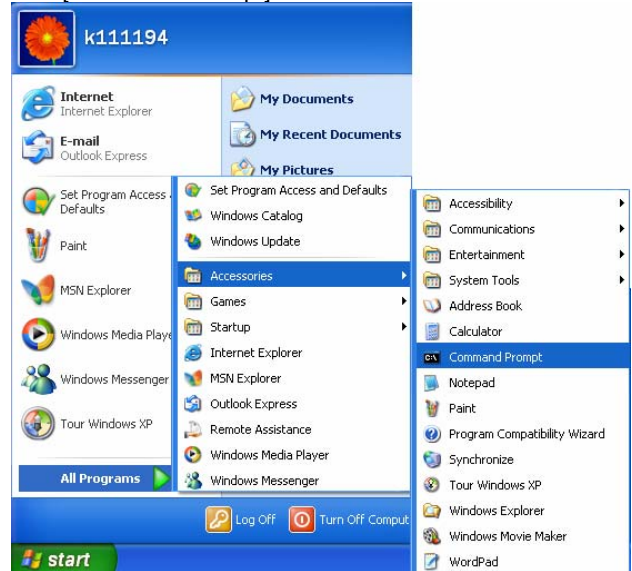 k111194
Internet
Internet Explorer
E-mail
Outlook Express
Set Program Access
Defaults
Paint
MSN Explorer
Windows Media Playe
Windows Messenger
Tour Windows XP
All Programs
My Documents
My Recent Documents
My Pictures
Set Program Access and Defaults
Windows Catalog
Windows Update
Accessories
Games
Startup
Internet Explorer
MSN Explorer
Outlook Express
Remote Assistance
Windows Media Player
Windows Messenger
Accessibility
Communications
Entertainment
System Tools
Address Book
Calculator
C:\
Command Prompt
Notepad
Paint
Program Compatibility Wizard
Synchronize
Tour Windows XP
Windows Explorer
Windows Movie Maker
WordPad
Log Off
Turn Off Comput
start